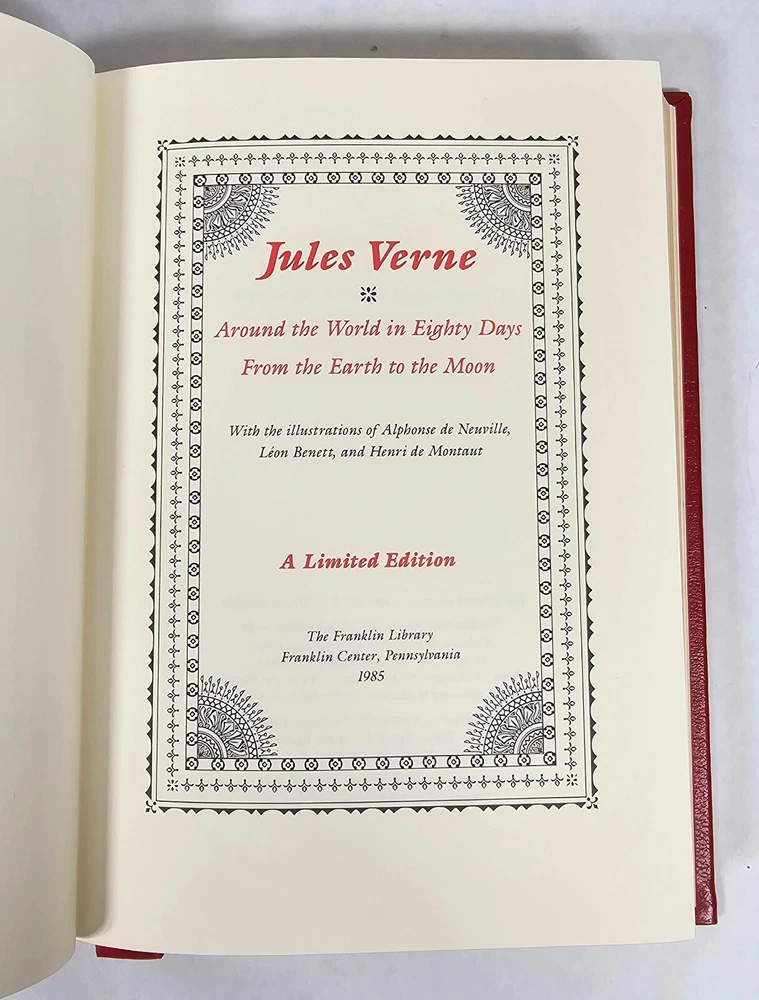 Jules Verne
Around the World in Eighty Days
From the Earth to the Moon
With the illustrations of Alphonse de Neuville,
Léon Benett, and Henri de Montaut
A Limited Edition
The Franklin Library
Franklin Center, Pennsylvania
1985